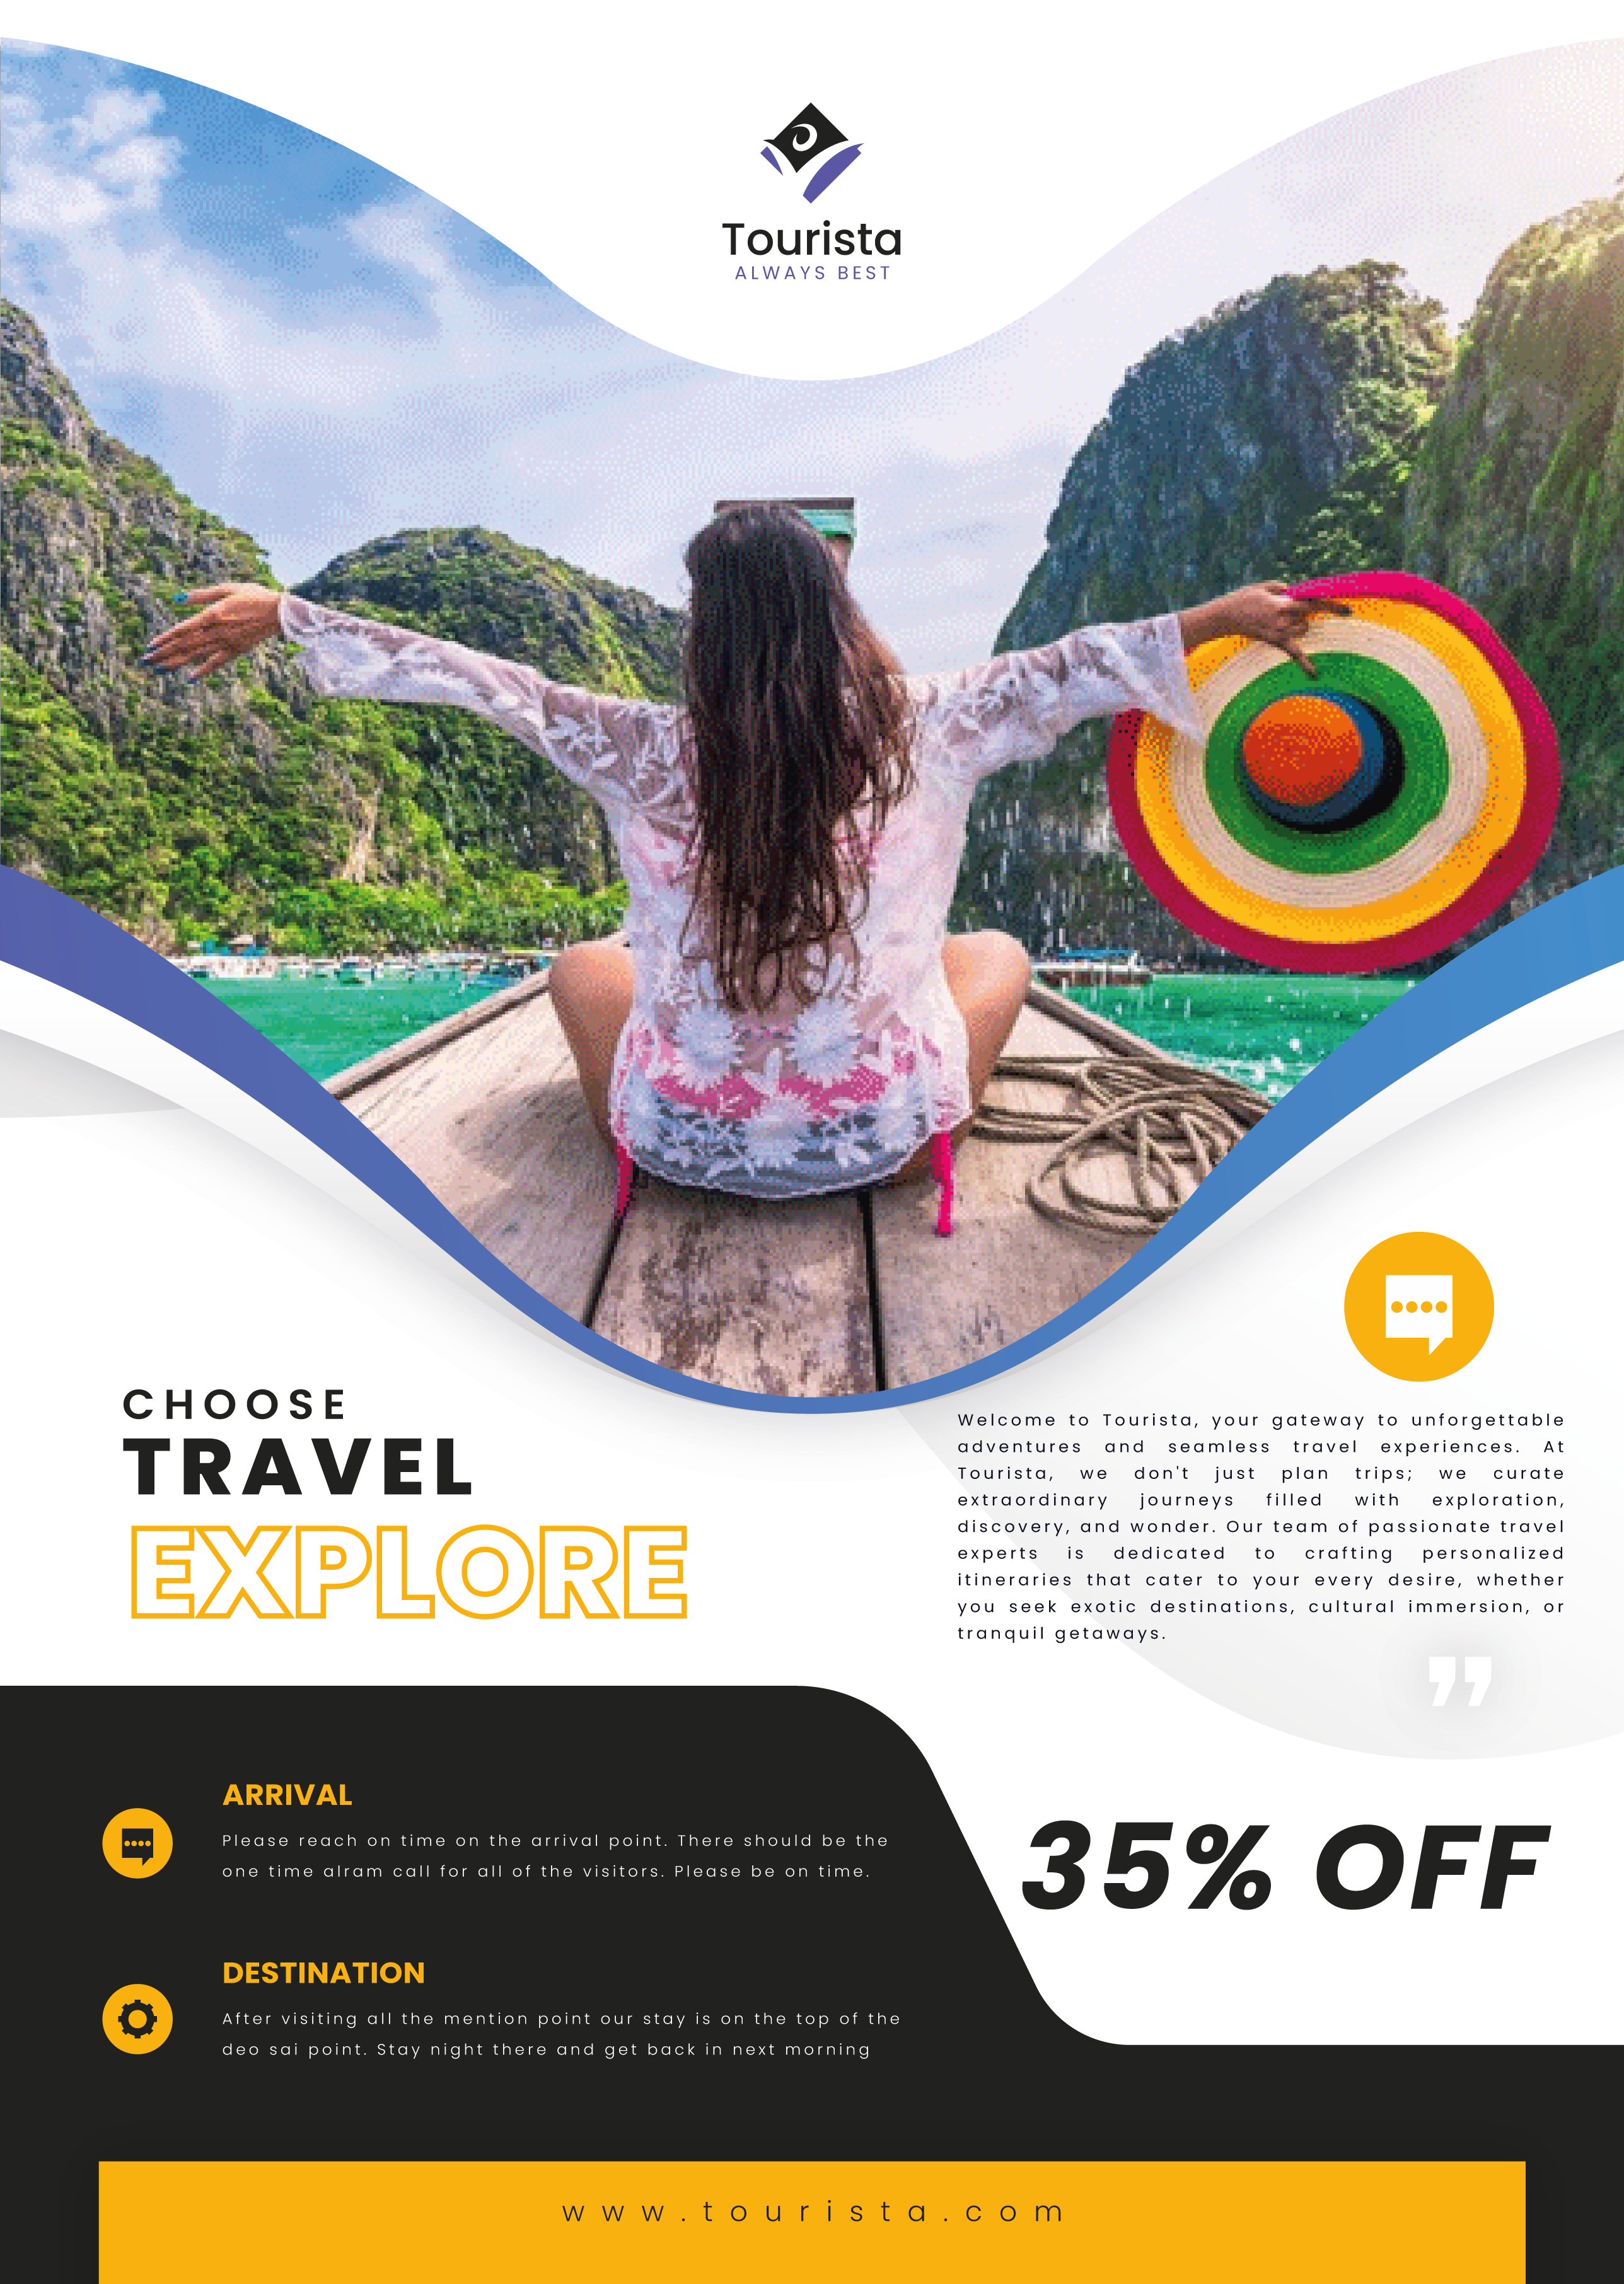 Tourista
ALWAYS BEST
CHOOSE
TRAVEL
EXPLORE
Welcome to Tourista, your gateway to unforgettable
adventures and seamless travel experiences. At
Tourista, we don't just plan trips; we curate
extraordinary journeys filled with exploration,
discovery, and wonder. Our team of passionate travel
experts is dedicated to crafting personalized
itineraries that cater to your every desire, whether
you seek exotic destinations, cultural immersion, or
tranquil getaways.
”
ARRIVAL
Please reach on time on the arrival point. There should be the
one time alram call for all of the visitors. Please be on time.
35% OFF
DESTINATION
After visiting all the mention point our stay is on the top of the
deo sai point. Stay night there and get back in next morning
www.tourista.com